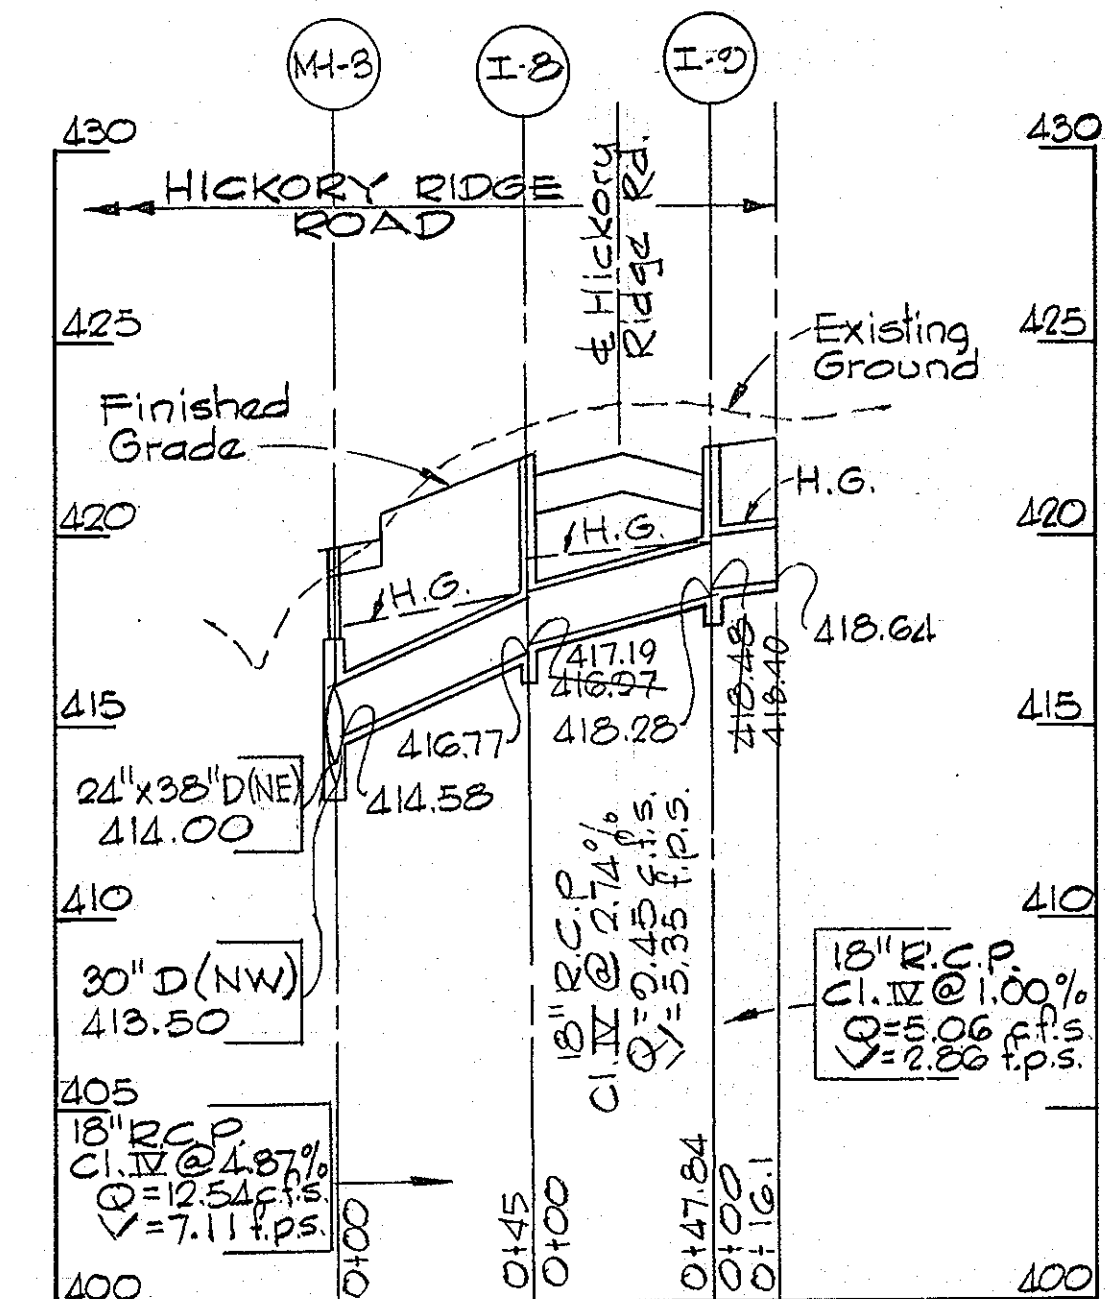 MH-3
I-8
I-9
430
430
HICKORY RIDGE
ROAD
℄ Hickory
Ridge Rd.
425
425
Existing
Ground
Finished
Grade
H.G.
420
420
H.G.
H.G.
418.64
417.19
416.97
418.28
418.48
418.40
415
415
416.77
414.58
24"x38"D(NE)
414.00
410
410
30" D (NW)
413.50
18" R.C.P.
Cl. IV @ 2.74%
Q=9.45 c.f.s.
V=5.35 f.p.s.
18" R.C.P.
Cl. IV @ 1.00%
Q=5.06 c.f.s.
V=2.86 f.p.s.
405
18" R.C.P.
Cl. IV @ 4.87%
Q=12.54 c.f.s.
V=7.11 f.p.s.
0+00
0+45
0+00
0+47.84
0+00
0+16.1
400
400